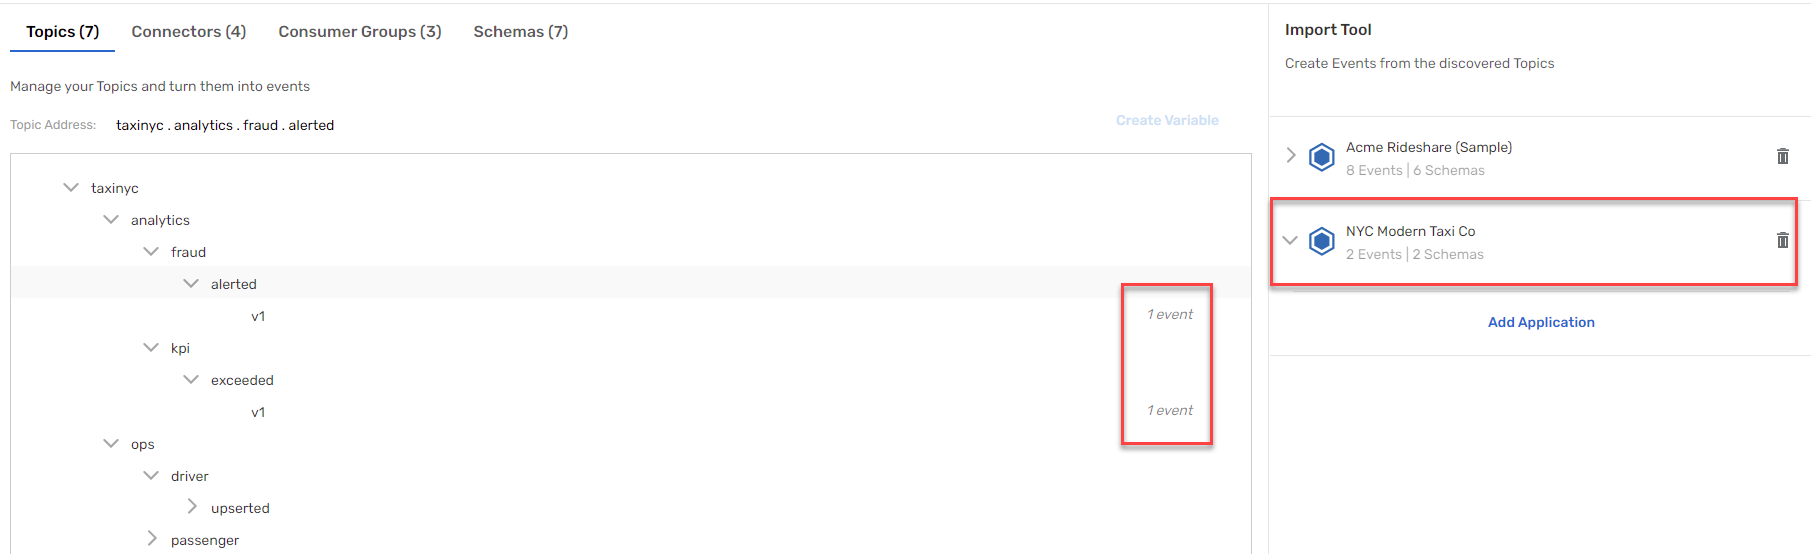 Topics (7) Connectors (4) Consumer Groups (3) Schemas (7)
Manage your Topics and turn them into events
Topic Address: taxinyc . analytics . fraud . alerted
Create Variable
taxinyc
analytics
fraud
alerted
v1 1 event
kpi
exceeded
v1 1 event
ops
driver
upserted
passenger
Import Tool
Create Events from the discovered Topics
Acme Rideshare (Sample)
8 Events | 6 Schemas
NYC Modern Taxi Co
2 Events | 2 Schemas
Add Application